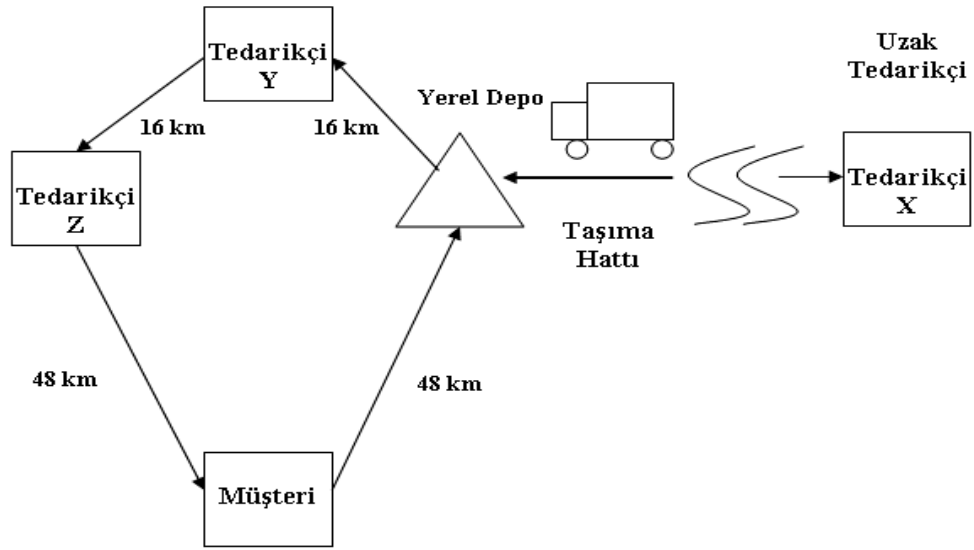 Tedarikçi
Y
Uzak
Tedarikçi
Yerel Depo
16 km
16 km
Tedarikçi
Z
Tedarikçi
X
Taşıma
Hattı
48 km
48 km
Müşteri